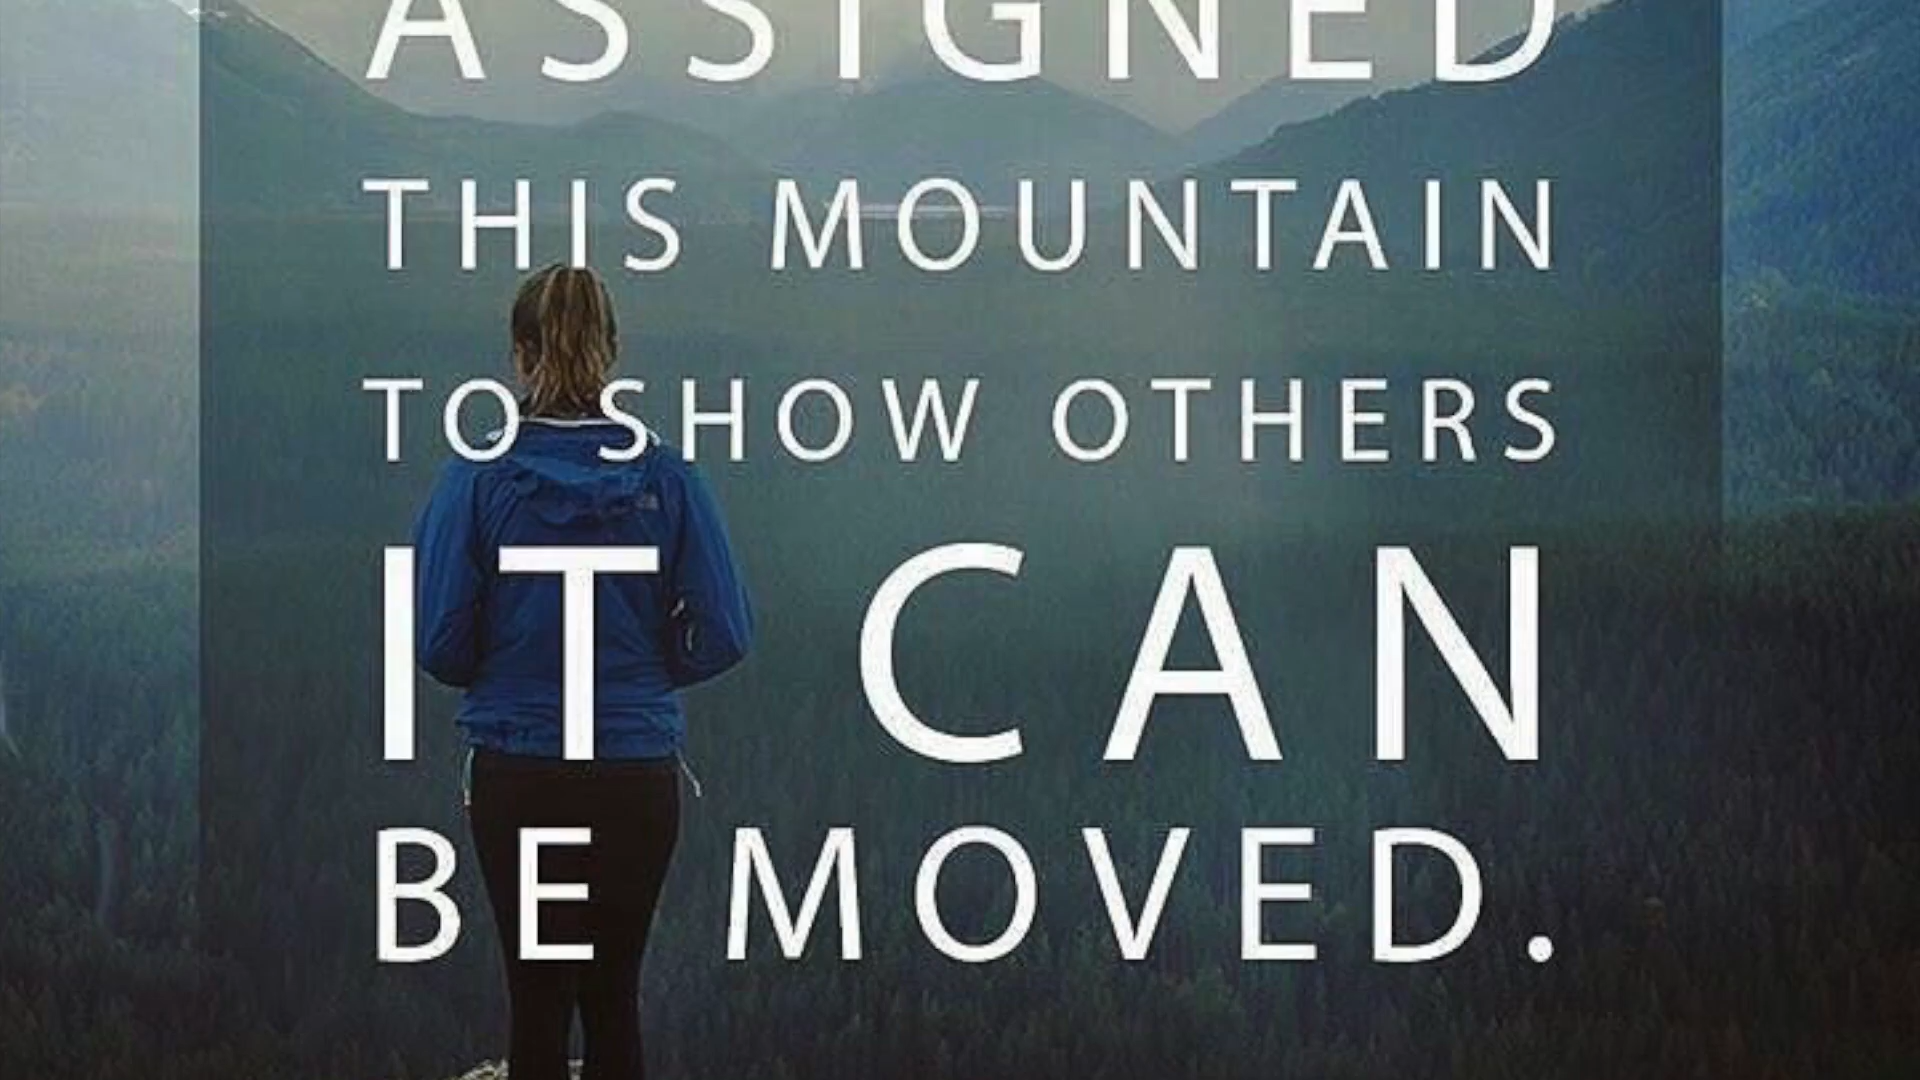 ASSIGNED
THIS MOUNTAIN
TO SHOW OTHERS
IT CAN
BE MOVED.